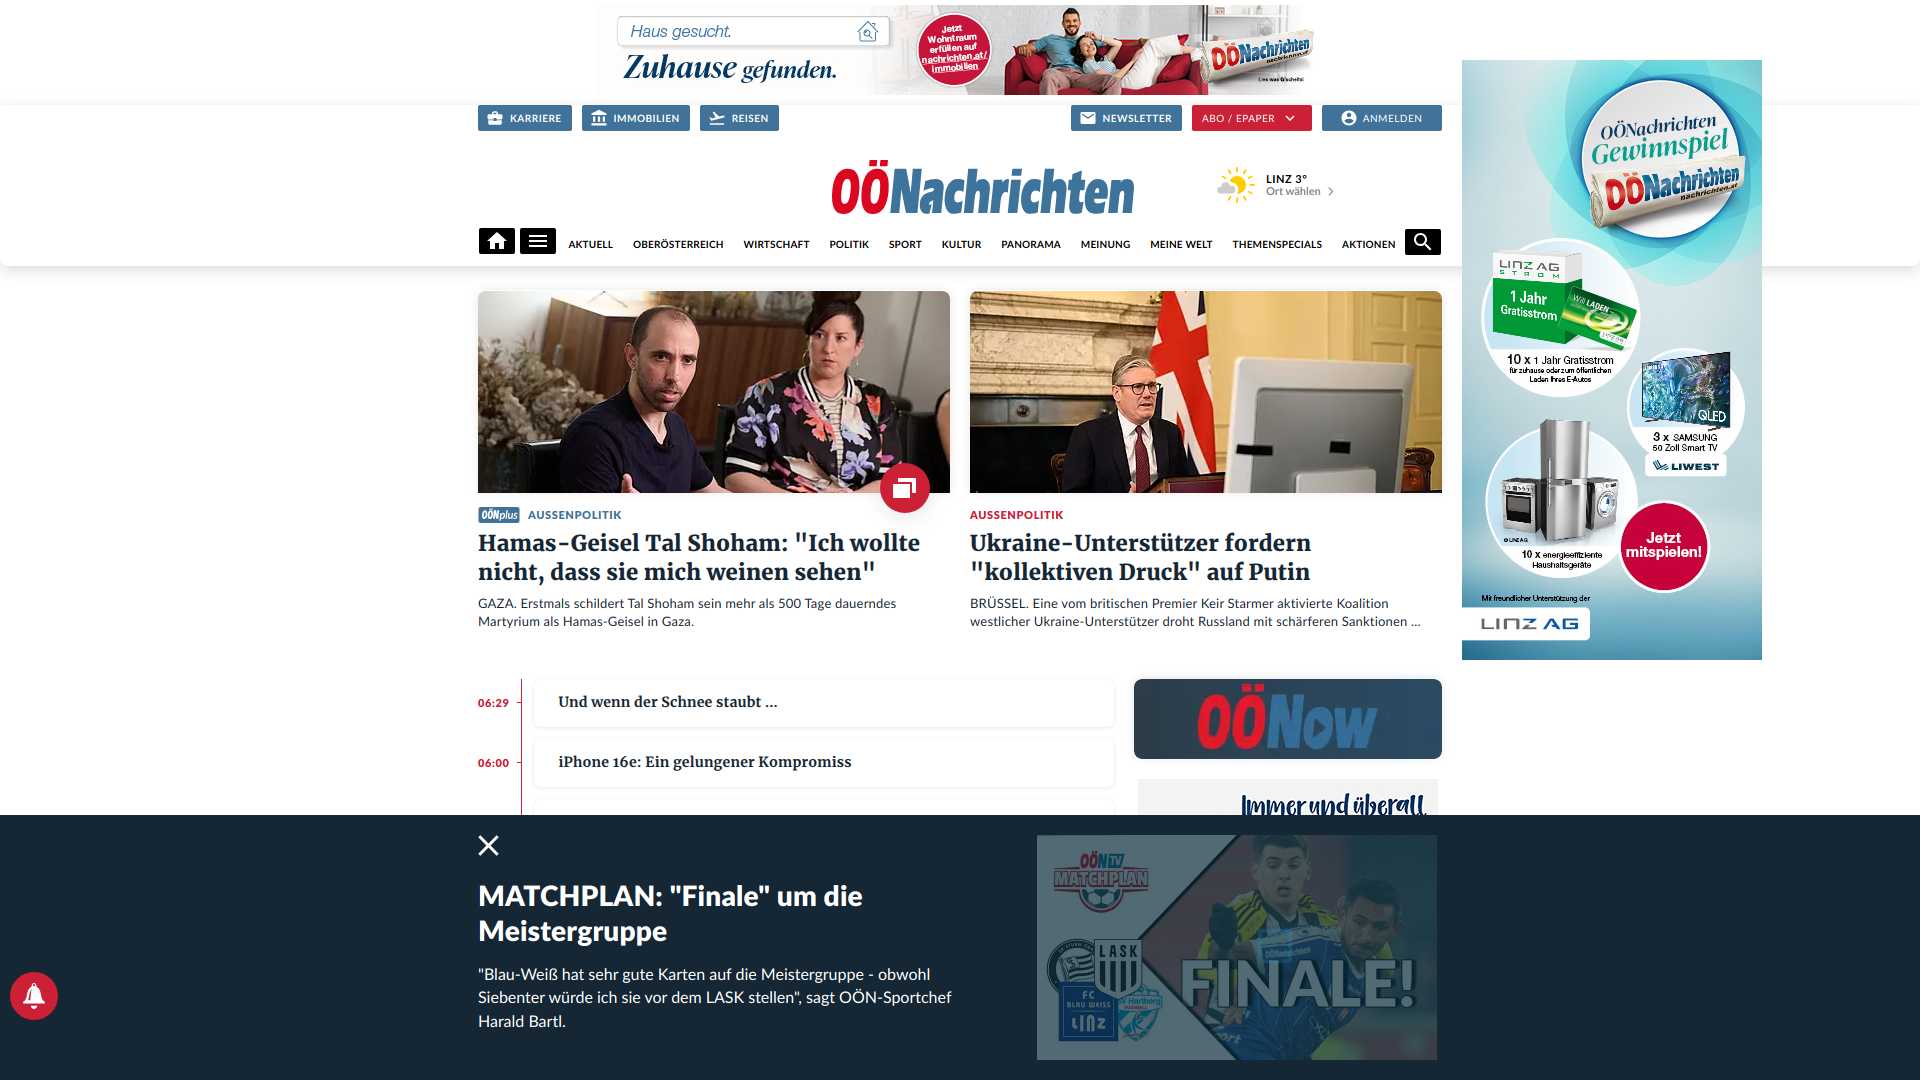 Haus gesucht.
Zuhause gefunden.
Jetzt
Wohntraum
erfüllen auf
nachrichten.at/
immobilien
OÖNachrichten
Lies was G'scheits!
KARRIERE
IMMOBILIEN
REISEN
NEWSLETTER
ABO / EPAPER
ANMELDEN
OÖNachrichten
LINZ 3°
Ort wählen
AKTUELL
OBERÖSTERREICH
WIRTSCHAFT
POLITIK
SPORT
KULTUR
PANORAMA
MEINUNG
MEINE WELT
THEMENSPECIALS
AKTIONEN
OÖNplus AUSSENPOLITIK
Hamas-Geisel Tal Shoham: "Ich wollte
nicht, dass sie mich weinen sehen"
GAZA. Erstmals schildert Tal Shoham sein mehr als 500 Tage dauerndes
Martyrium als Hamas-Geisel in Gaza.
AUSSENPOLITIK
Ukraine-Unterstützer fordern
"kollektiven Druck" auf Putin
BRÜSSEL. Eine vom britischen Premier Keir Starmer aktivierte Koalition
westlicher Ukraine-Unterstützer droht Russland mit schärferen Sanktionen ...
06:29
Und wenn der Schnee staubt ...
06:00
iPhone 16e: Ein gelungener Kompromiss
OÖNow
Immer und überall
OÖNachrichten
Gewinnspiel
OÖNachrichten
nachrichten.at
LINZ AG
STROM
1 Jahr
Gratisstrom
Will LADEN
10 x 1 Jahr Gratisstrom
für zuhause oder zum öffentlichen
Laden Ihres E-Autos
QLED
3 x SAMSUNG
50 Zoll Smart TV
LIWEST
© LINZ AG
10 x energieeffiziente
Haushaltsgeräte
Jetzt
mitspielen!
Mit freundlicher Unterstützung der
LINZ AG
MATCHPLAN: "Finale" um die
Meistergruppe
"Blau-Weiß hat sehr gute Karten auf die Meistergruppe - obwohl
Siebenter würde ich sie vor dem LASK stellen", sagt OÖN-Sportchef
Harald Bartl.
OÖN TV
MATCHPLAN
LASK
FC
BLAU WEISS
LINZ
Hartberg
FINALE!